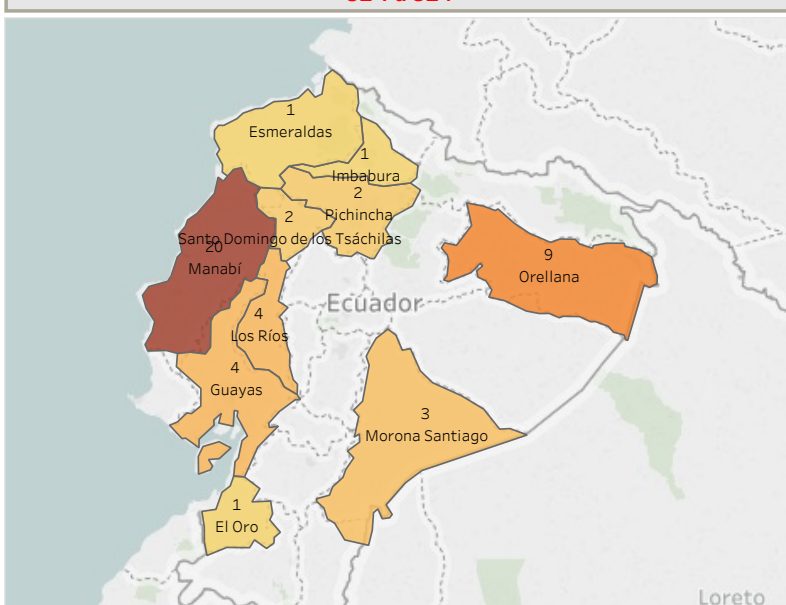 1
Esmeraldas
1
Imbabura
2
Pichincha
2
Santo Domingo de los Tsáchilas
20
Manabí
9
Orellana
Ecuador
4
Los Ríos
4
Guayas
3
Morona Santiago
1
El Oro
Loreto